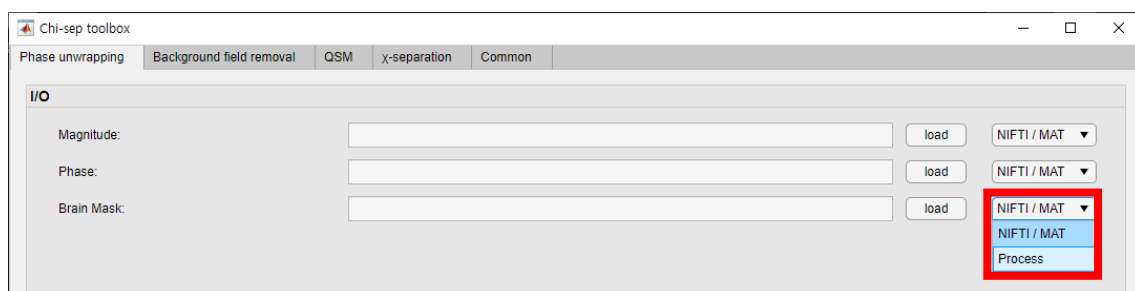 Chi-sep toolbox
Phase unwrapping Background field removal QSM χ-separation Common
I/O
Magnitude: load NIFTI / MAT
Phase: load NIFTI / MAT
Brain Mask: load NIFTI / MAT
NIFTI / MAT
Process